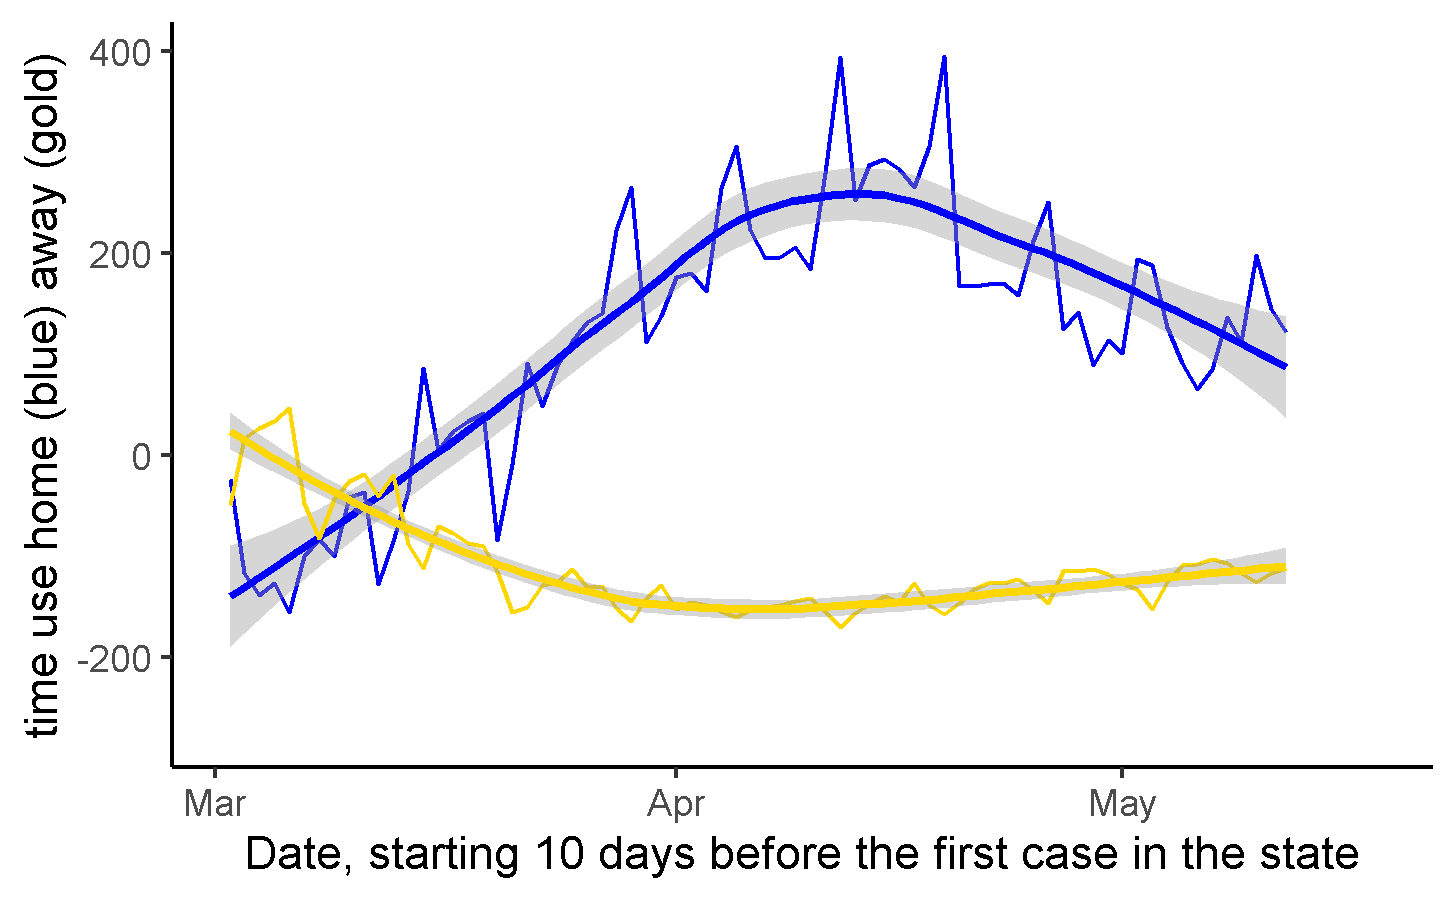 time use home (blue) away (gold)
400
200
0
-200
Mar
Apr
May
Date, starting 10 days before the first case in the state